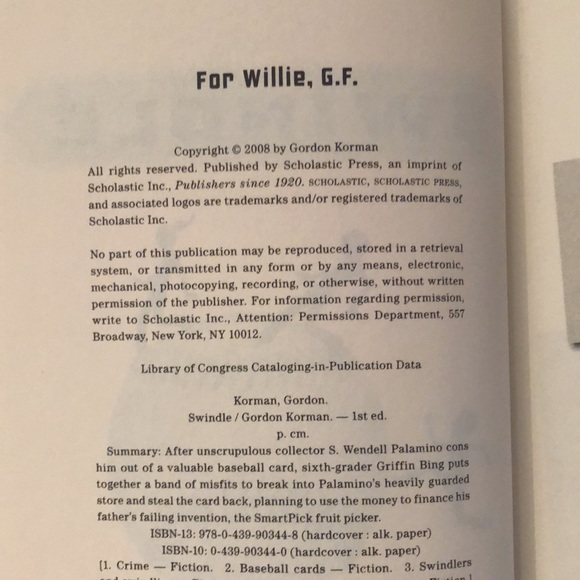 For Willie, G.F.
Copyright © 2008 by Gordon Korman
All rights reserved. Published by Scholastic Press, an imprint of
Scholastic Inc., Publishers since 1920. SCHOLASTIC, SCHOLASTIC PRESS,
and associated logos are trademarks and/or registered trademarks of
Scholastic Inc.
No part of this publication may be reproduced, stored in a retrieval
system, or transmitted in any form or by any means, electronic,
mechanical, photocopying, recording, or otherwise, without written
permission of the publisher. For information regarding permission,
write to Scholastic Inc., Attention: Permissions Department, 557
Broadway, New York, NY 10012.
Library of Congress Cataloging-in-Publication Data
Korman, Gordon.
Swindle / Gordon Korman. — 1st ed.
p. cm.
Summary: After unscrupulous collector S. Wendell Palamino cons
him out of a valuable baseball card, sixth-grader Griffin Bing puts
together a band of misfits to break into Palamino's heavily guarded
store and steal the card back, planning to use the money to finance his
father's failing invention, the SmartPick fruit picker.
ISBN-13: 978-0-439-90344-8 (hardcover : alk. paper)
ISBN-10: 0-439-90344-0 (hardcover : alk. paper)
[1. Crime — Fiction. 2. Baseball cards — Fiction. 3. Swindlers